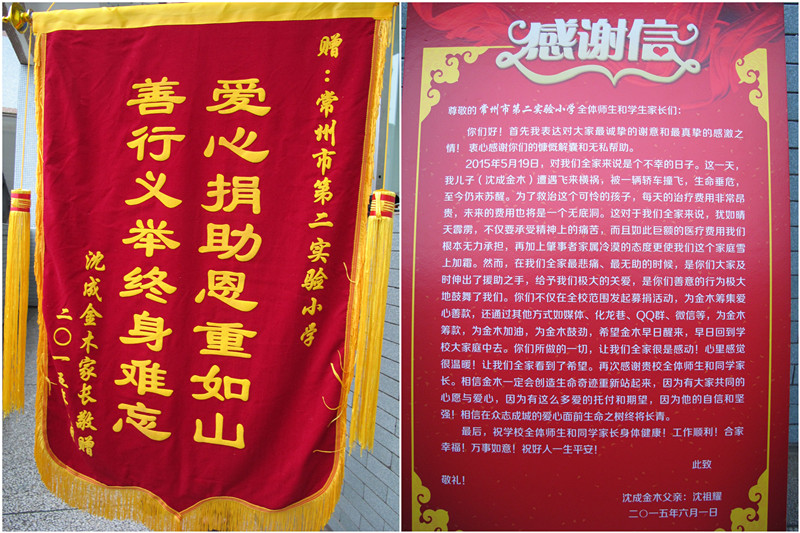 赠：常州市第二实验小学
爱心捐助恩重如山
善行义举终身难忘
沈成金木家长敬赠
二〇一五.
感谢信
尊敬的常州市第二实验小学全体师生和学生家长们：
你们好！首先我表达对大家最诚挚的谢意和最真挚的感激之
情！衷心感谢你们的慷慨解囊和无私帮助。
2015年5月19日，对我们全家来说是个不幸的日子。这一天，
我儿子（沈成金木）遭遇飞来横祸，被一辆轿车撞飞，生命垂危，
至今仍未苏醒。为了救治这个可怜的孩子，每天的治疗费用非常昂
贵，未来的费用也将是一个无底洞。这对于我们全家来说，犹如晴
天霹雳，不仅要承受精神上的痛苦，而且如此巨额的医疗费用我们
根本无力承担，再加上肇事者家属冷漠的态度更使我们这个家庭雪
上加霜。然而，在我们全家最悲痛、最无助的时候，是你们大家及
时伸出了援助之手，给予我们极大的关爱，是你们善意的行为极大
地鼓舞了我们。你们不仅在全校范围发起募捐活动，为金木筹集爱
心善款，还通过其他方式如媒体、化龙巷、QQ群、微信等，为金木
筹款，为金木加油，为金木鼓劲，希望金木早日醒来，早日回到学
校大家庭中去。你们所做的一切，让我们全家很是感动！心里感觉
很温暖！让我们全家看到了希望。再次感谢贵校全体师生和同学家
长。相信金木一定会创造生命奇迹重新站起来，因为有大家共同的
心愿与爱心，因为有这么多爱的托付和期望，因为他的自信和坚
强！相信在众志成城的爱心面前生命之树终将长青。
最后，祝学校全体师生和同学家长身体健康！工作顺利！合家
幸福！万事如意！祝好人一生平安！
此致
敬礼！
沈成金木父亲：沈祖耀
二〇一五年六月一日